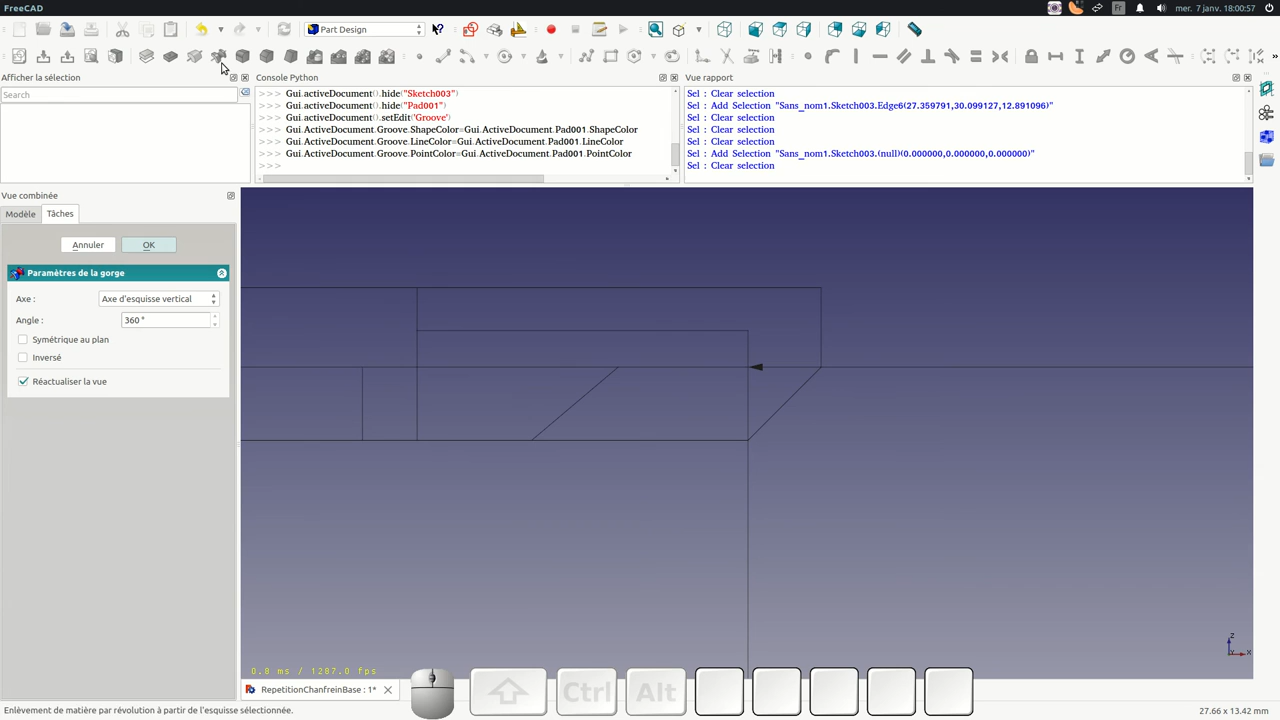 FreeCAD
Fr
mer. 7 janv. 18:00:57
Part Design
Afficher la sélection
Console Python
Vue rapport
Search
>>> Gui.activeDocument().hide("Sketch003")
>>> Gui.activeDocument().hide("Pad001")
>>> Gui.activeDocument().setEdit('Groove')
>>> Gui.ActiveDocument.Groove.ShapeColor=Gui.ActiveDocument.Pad001.ShapeColor
>>> Gui.ActiveDocument.Groove.LineColor=Gui.ActiveDocument.Pad001.LineColor
>>> Gui.ActiveDocument.Groove.PointColor=Gui.ActiveDocument.Pad001.PointColor
>>>
Sel : Clear selection
Sel : Add Selection "Sans_nom1.Sketch003.Edge6(27.359791,30.099127,12.891096)"
Sel : Clear selection
Sel : Clear selection
Sel : Clear selection
Sel : Add Selection "Sans_nom1.Sketch003.(null)(0.000000,0.000000,0.000000)"
Sel : Clear selection
Vue combinée
Modèle
Tâches
Annuler
OK
Paramètres de la gorge
Axe :
Axe d'esquisse vertical
Angle :
360 °
Symétrique au plan
Inversé
Réactualiser la vue
0.8 ms / 1287.0 fps
Z
X
Ctrl
Alt
RepetitionChanfreinBase : 1*
Enlèvement de matière par révolution à partir de l'esquisse sélectionnée.
27.66 x 13.42 mm